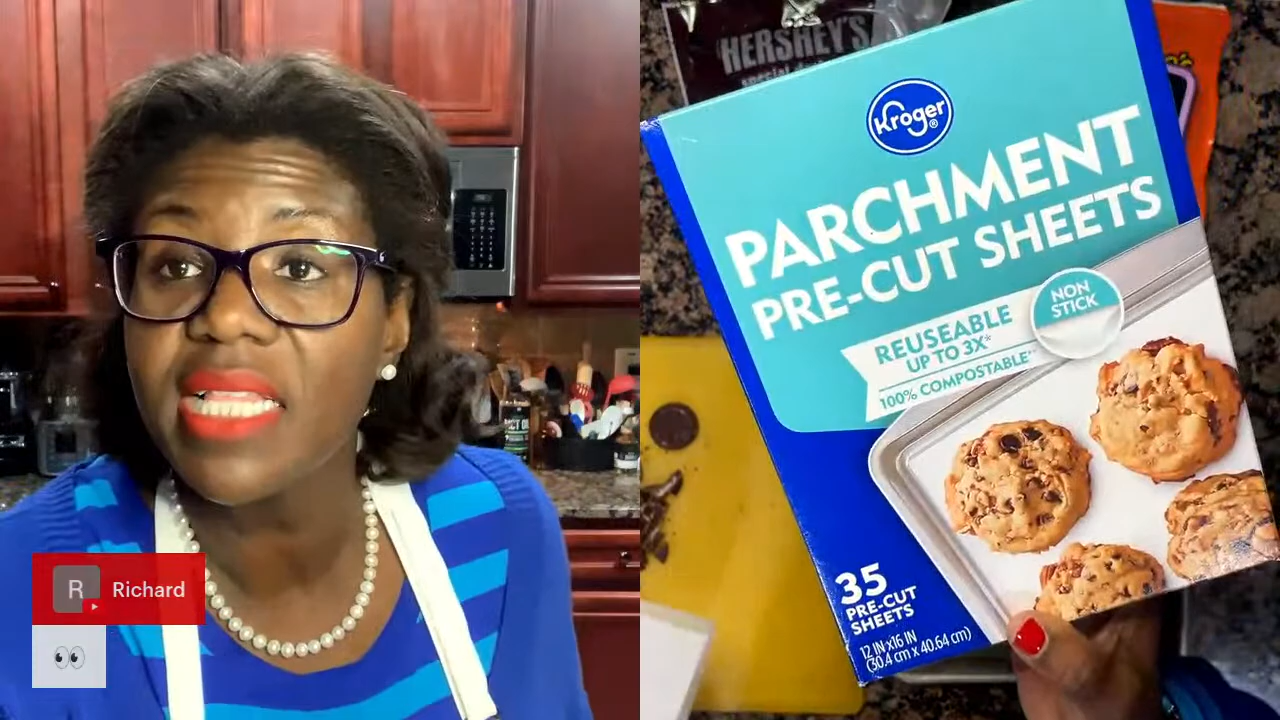 HERSHEY'S
special
Kroger®
PARCHMENT
PRE-CUT SHEETS
NON
STICK
REUSEABLE
UP TO 3X*
100% COMPOSTABLE**
35
PRE-CUT
SHEETS
12 IN x 16 IN
(30.4 cm x 40.64 cm)
R Richard